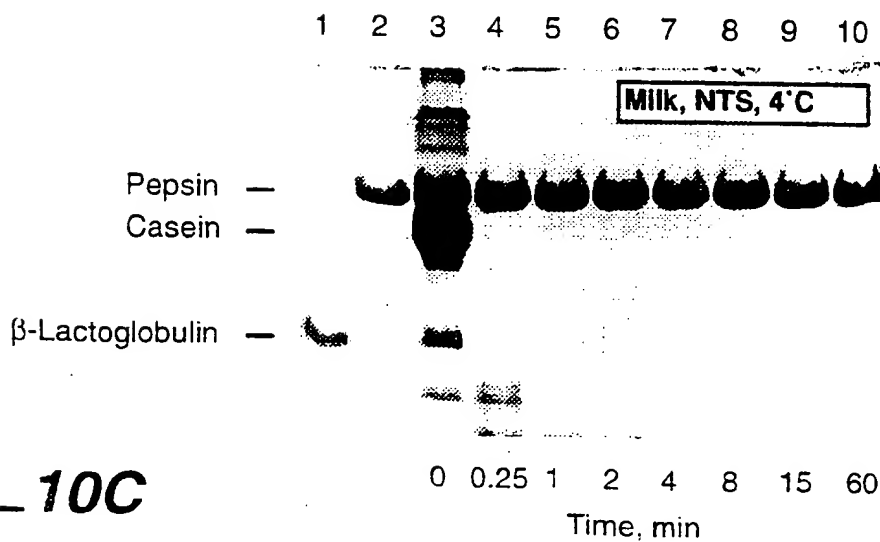 1 2 3 4 5 6 7 8 9 10
Milk, NTS, 4°C
Pepsin —
Casein —
β-Lactoglobulin —
0 0.25 1 2 4 8 15 60
Time, min
10C